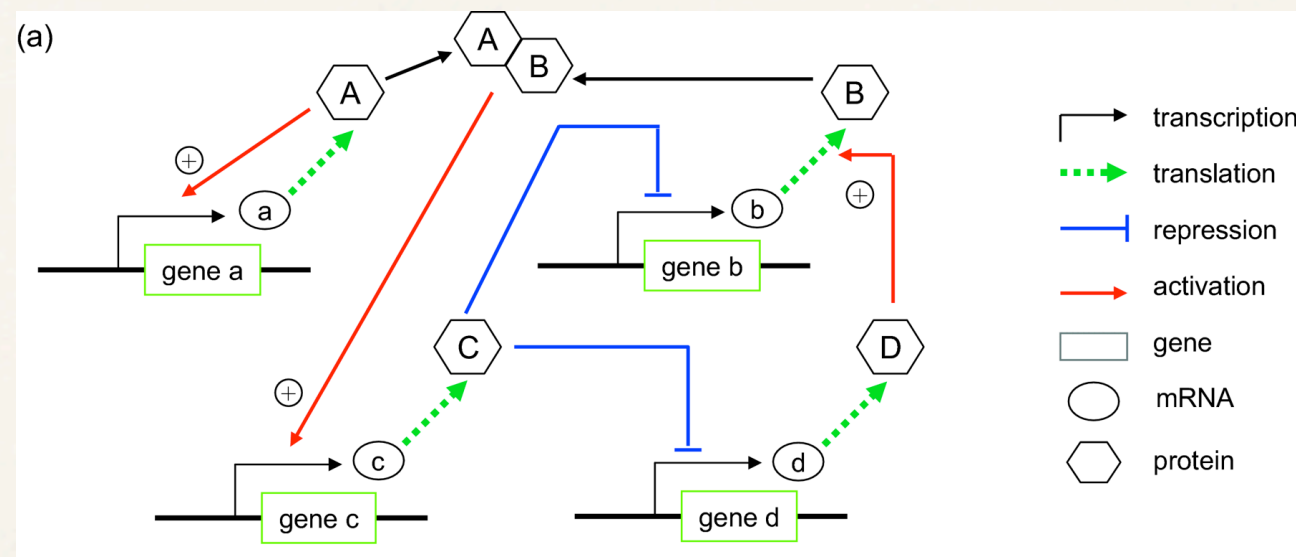 (a)
A
B
A
B
transcription
+
translation
a
b
+
repression
gene a
gene b
activation
C
D
gene
+
mRNA
c
d
protein
gene c
gene d